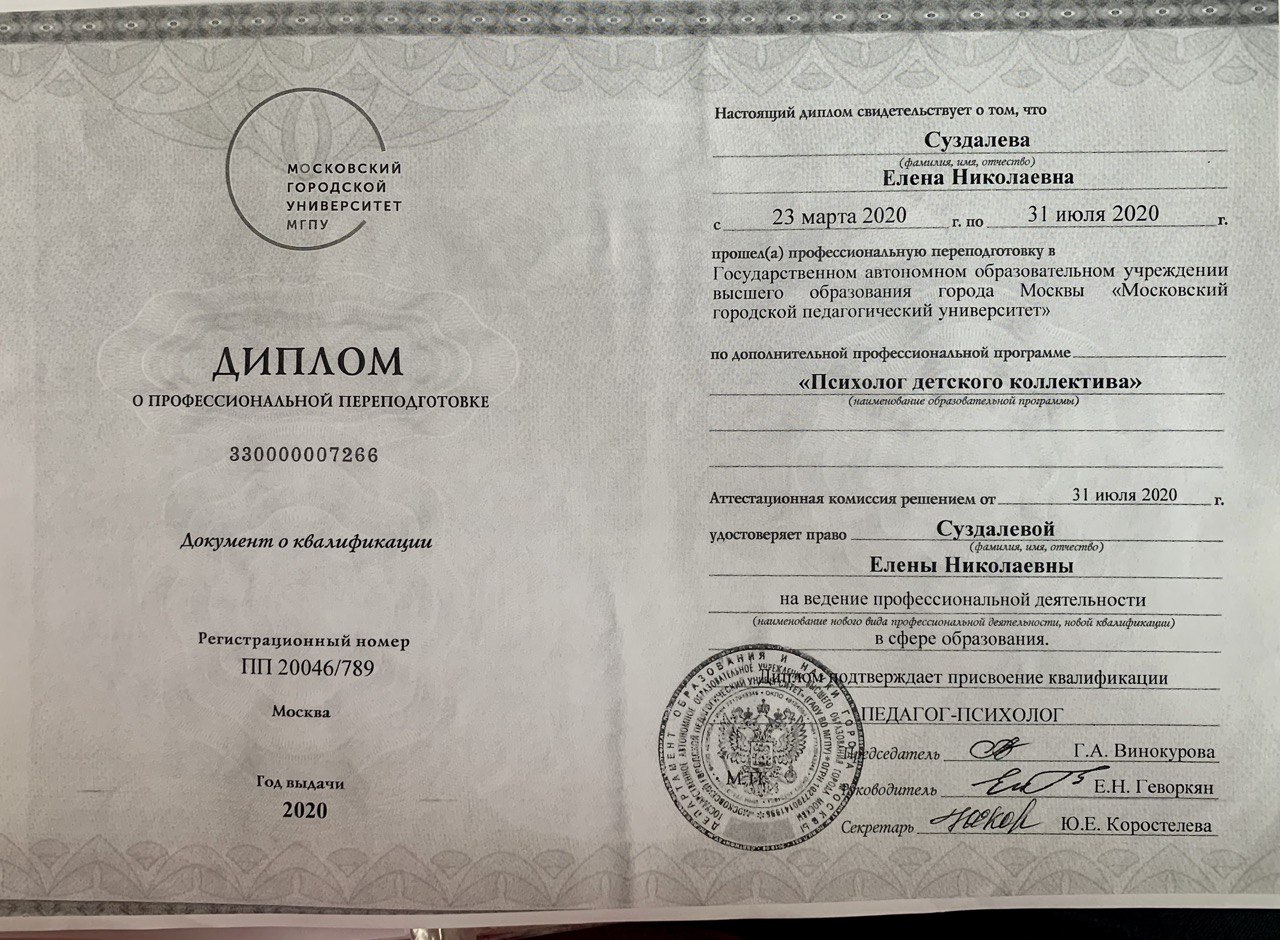 МОСКОВСКИЙ
ГОРОДСКОЙ
УНИВЕРСИТЕТ
МГПУ
ДИПЛОМ
О ПРОФЕССИОНАЛЬНОЙ ПЕРЕПОДГОТОВКЕ
330000007266
Документ о квалификации
Регистрационный номер
ПП 20046/789
Москва
Год выдачи
2020
Настоящий диплом свидетельствует о том, что
Суздалева
(фамилия, имя, отчество)
Елена Николаевна
с 23 марта 2020 г. по 31 июля 2020 г.
прошел(а) профессиональную переподготовку в
Государственном автономном образовательном учреждении
высшего образования города Москвы «Московский
городской педагогический университет»
по дополнительной профессиональной программе
«Психолог детского коллектива»
(наименование образовательной программы)
Аттестационная комиссия решением от 31 июля 2020 г.
удостоверяет право Суздалевой
(фамилия, имя, отчество)
Елены Николаевны
на ведение профессиональной деятельности
(наименование нового вида профессиональной деятельности, новой квалификации)
в сфере образования.
Диплом подтверждает присвоение квалификации
ПЕДАГОГ-ПСИХОЛОГ
Председатель Г.А. Винокурова
Руководитель Е.Н. Геворкян
Секретарь Ю.Е. Коростелева
М.П.
ДЕПАРТАМЕНТ ОБРАЗОВАНИЯ И НАУКИ ГОРОДА МОСКВЫ